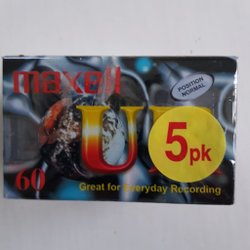 maxell
POSITION
NORMAL
U
5pk
60
Great for Everyday Recording